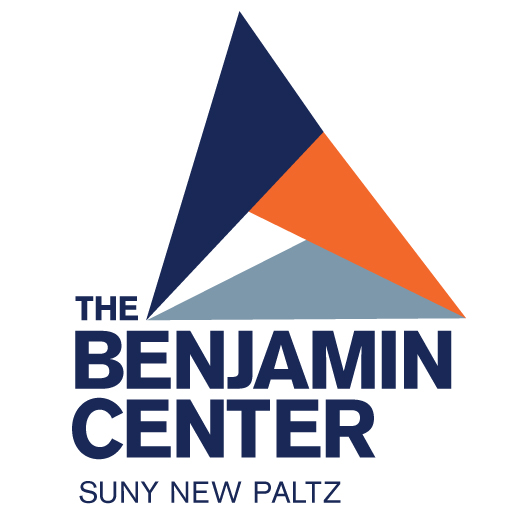 THE
BENJAMIN
CENTER
SUNY NEW PALTZ